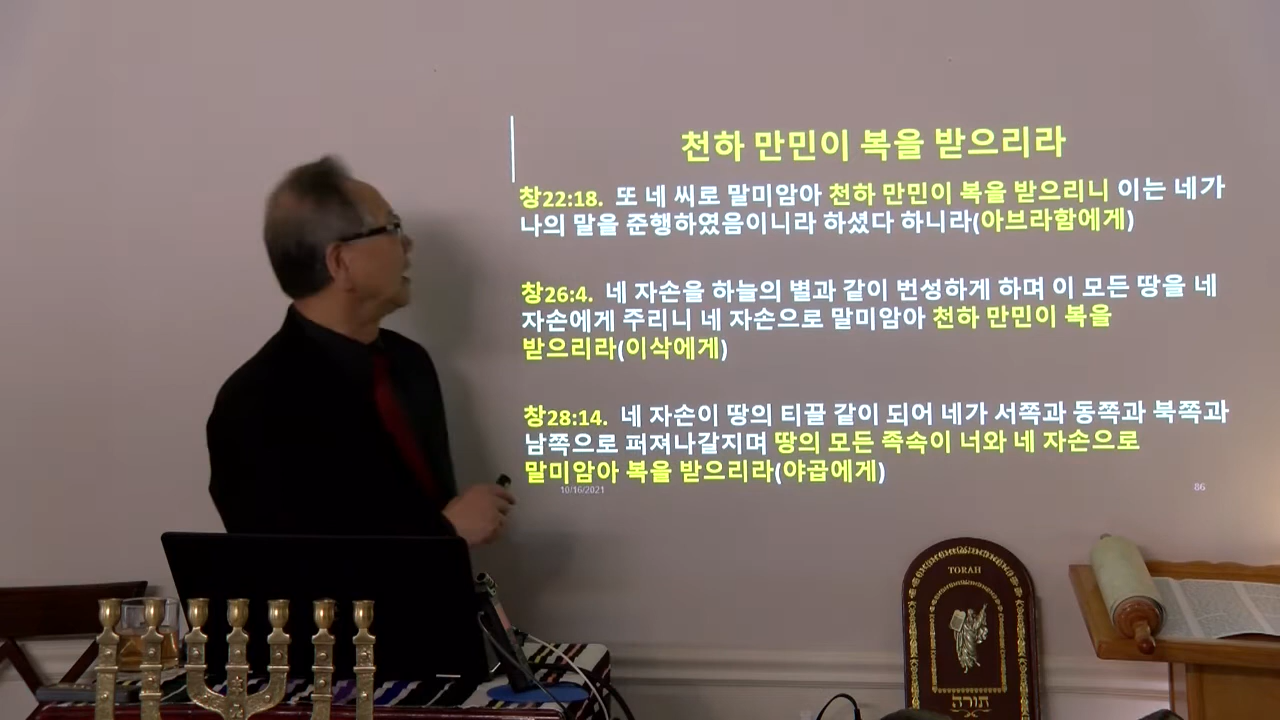 천하 만민이 복을 받으리라
창22:18. 또 네 씨로 말미암아 천하 만민이 복을 받으리니 이는 네가
나의 말을 준행하였음이니라 하셨다 하니라(아브라함에게)
창26:4. 네 자손을 하늘의 별과 같이 번성하게 하며 이 모든 땅을 네
자손에게 주리니 네 자손으로 말미암아 천하 만민이 복을
받으리라(이삭에게)
창28:14. 네 자손이 땅의 티끌 같이 되어 네가 서쪽과 동쪽과 북쪽과
남쪽으로 퍼져나갈지며 땅의 모든 족속이 너와 네 자손으로
말미암아 복을 받으리라(야곱에게)
10/16/2021
86
TORAH
תורה